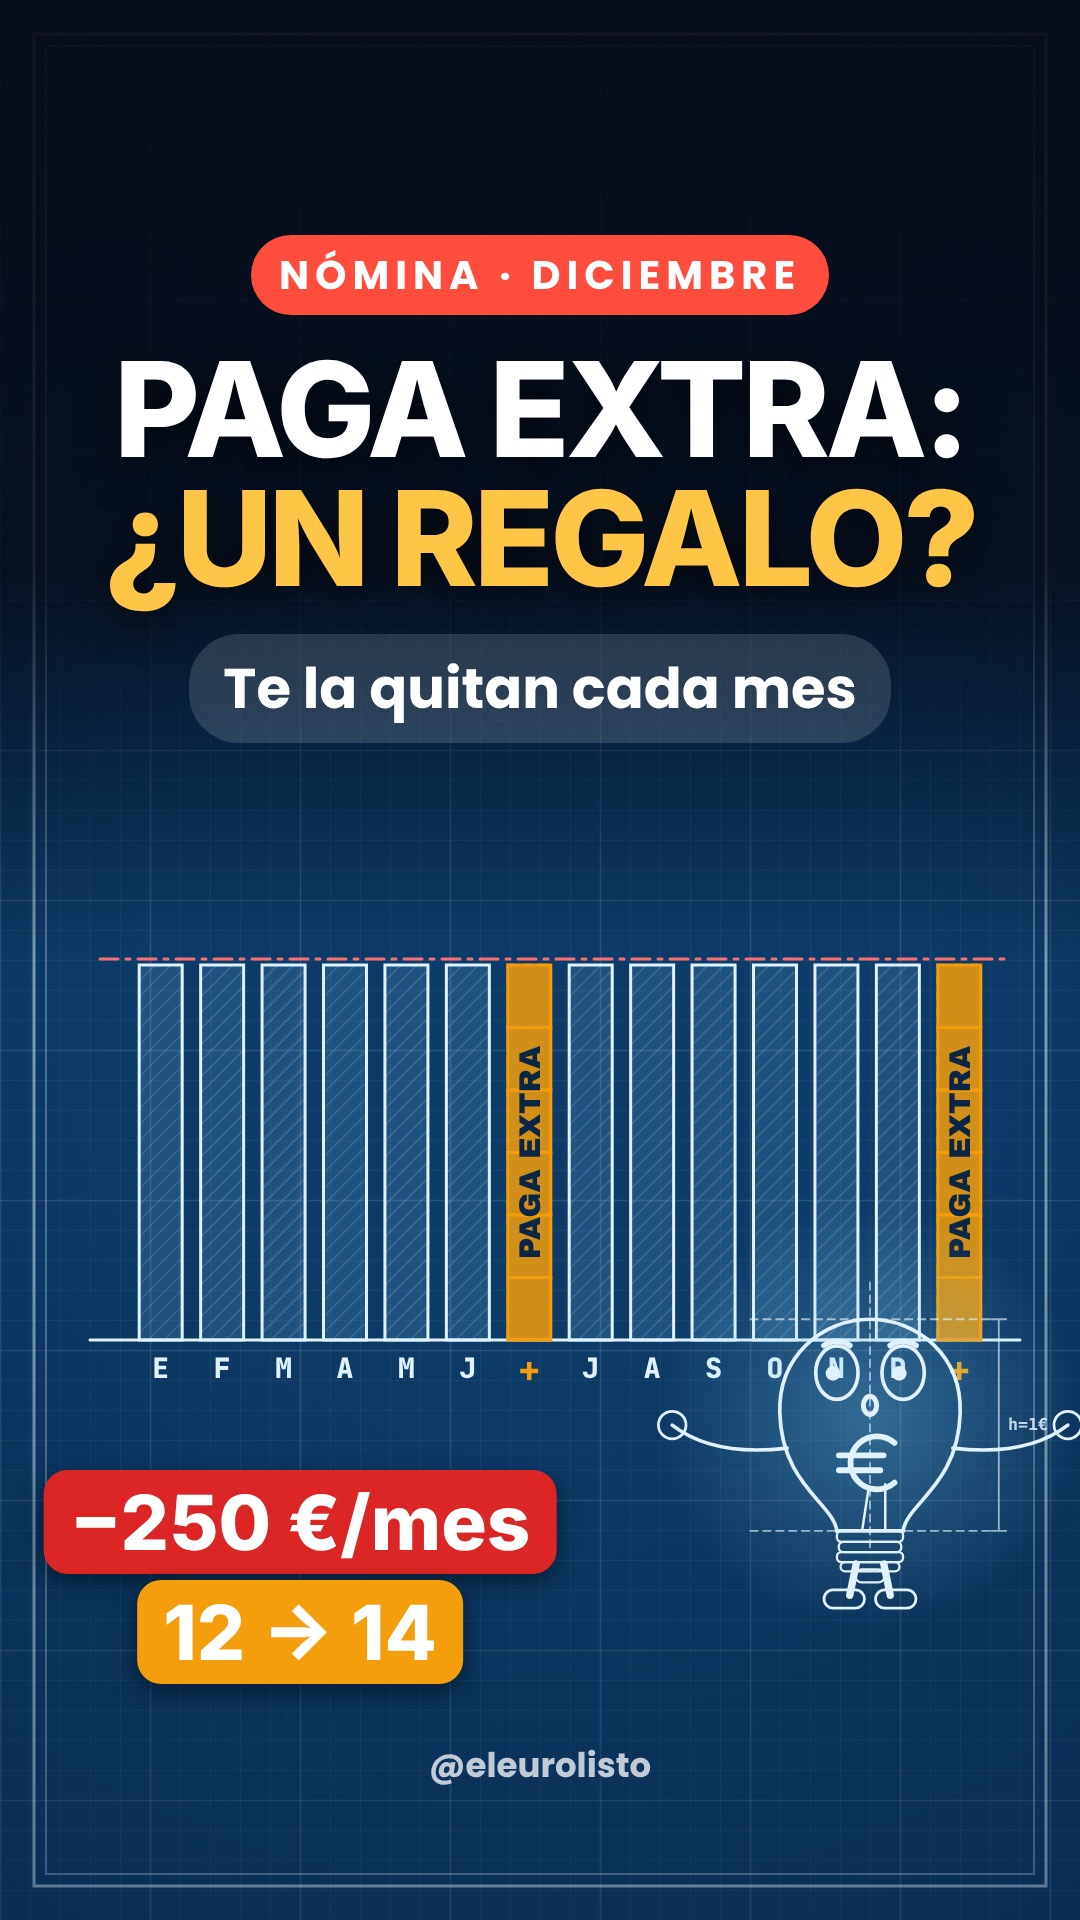 NÓMINA · DICIEMBRE
PAGA EXTRA:
¿UN REGALO?
Te la quitan cada mes
PAGA EXTRA
PAGA EXTRA
E F M A M J + J A S O N D +
h=1€
€
−250 €/mes
12 → 14
@eleurolisto